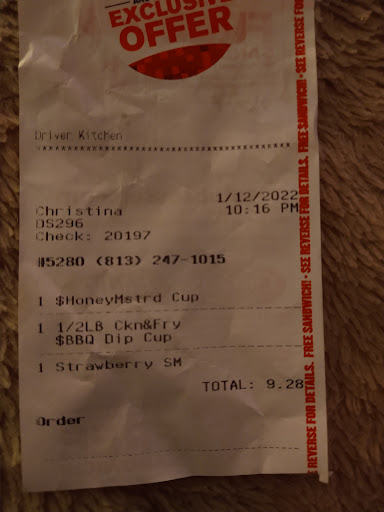 EXCLUSIVE
OFFER
Driver Kitchen
****************************************
1/12/2022
Christina 10:16 PM
DS296
Check: 20197
#5280 (813) 247-1015
1 $HoneyMstrd Cup
1 1/2LB Ckn&Fry
$BBQ Dip Cup
1 Strawberry SM
TOTAL: 9.28
Order
REVERSE FOR DETAILS. FREE SANDWICH! • SEE REVERSE FOR DETAILS. FREE SANDWICH! • SEE REVERSE FOR